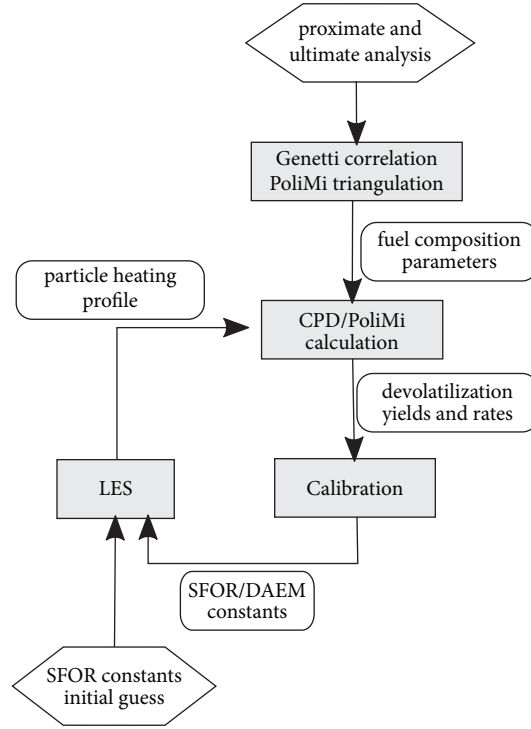 proximate and
ultimate analysis
Genetti correlation
PoliMi triangulation
fuel composition
parameters
particle heating
profile
CPD/PoliMi
calculation
devolatilization
yields and rates
LES
Calibration
SFOR/DAEM
constants
SFOR constants
initial guess